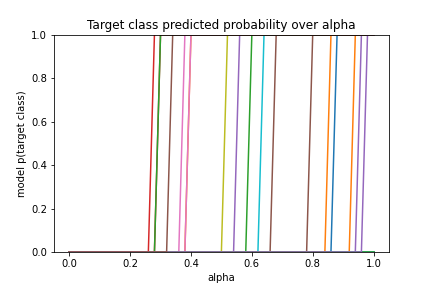 Target class predicted probability over alpha
1.0
0.8
0.6
0.4
0.2
0.0
model p(target class)
0.0 0.2 0.4 0.6 0.8 1.0
alpha